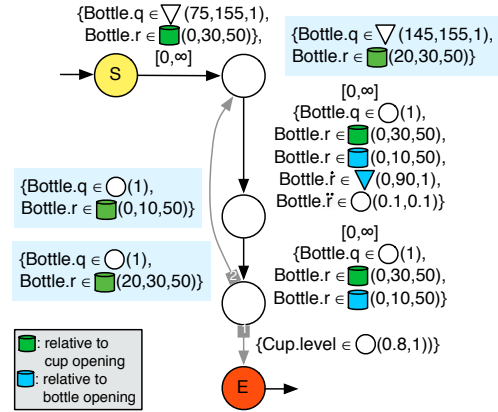 {Bottle.q ∈ ▽(75,155,1),
Bottle.r ∈ (0,30,50)},
[0,∞]
S
{Bottle.q ∈ ▽(145,155,1),
Bottle.r ∈ (20,30,50)}
[0,∞]
{Bottle.q ∈ ○(1),
Bottle.r ∈ (0,30,50),
Bottle.r ∈ (0,10,50),
Bottle.ṙ ∈ ▽(0,90,1),
Bottle.r̈ ∈ ○(0.1,0.1)}
{Bottle.q ∈ ○(1),
Bottle.r ∈ (0,10,50)}
{Bottle.q ∈ ○(1),
Bottle.r ∈ (20,30,50)}
[0,∞]
{Bottle.q ∈ ○(1),
Bottle.r ∈ (0,30,50),
Bottle.r ∈ (0,10,50)}
2
1
{Cup.level ∈ ○(0.8,1))}
: relative to
cup opening
: relative to
bottle opening
E